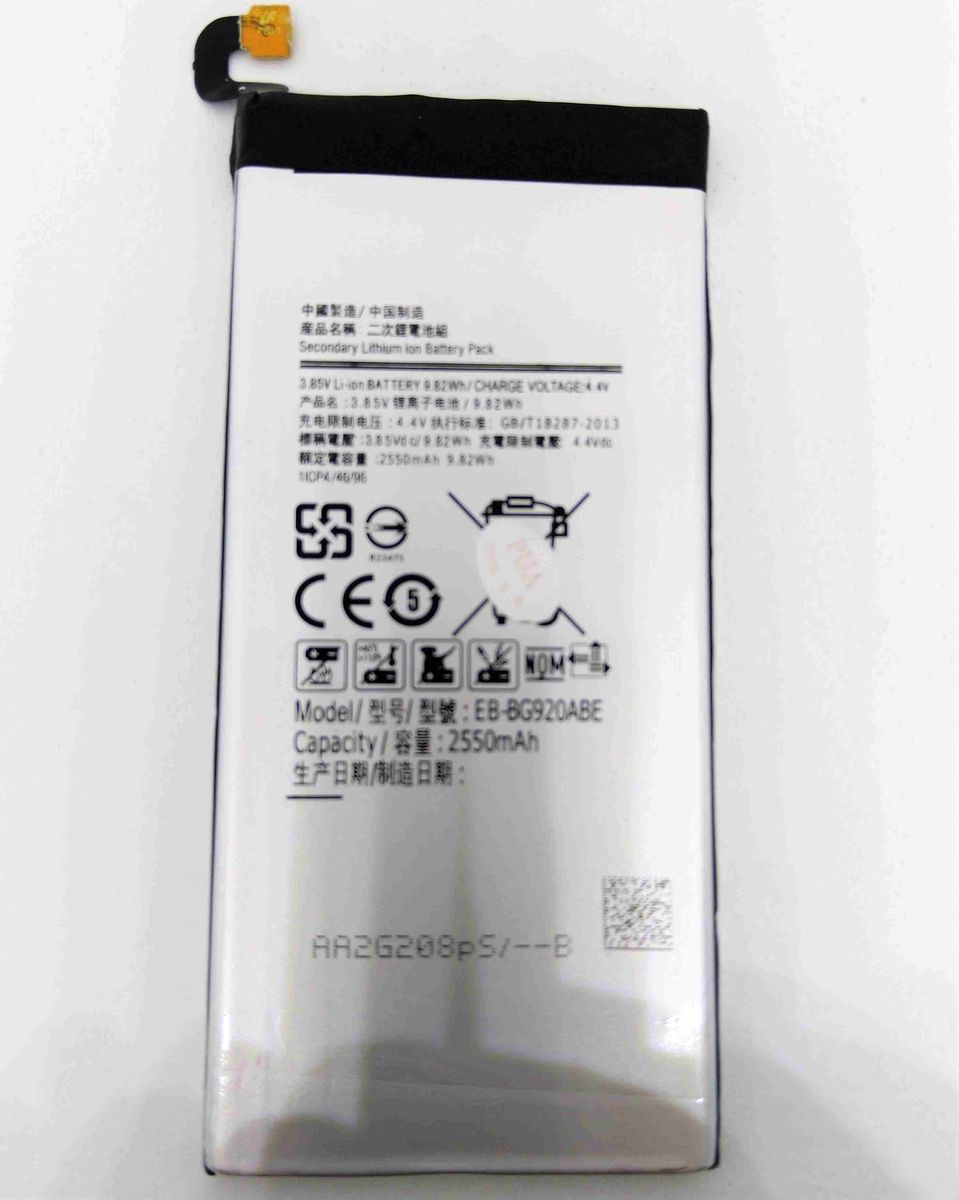 中國製造/ 中国制造
產品名稱: 二次鋰電池組
Secondary Lithium Ion Battery Pack
3.85V Li-ion BATTERY 9.82Wh/ CHARGE VOLTAGE:4.4V
产品名:3.85V 锂离子电池/ 9.82Wh
充电限制电压:4.4V 执行标准: GB/T18287-2013
標稱電壓:3.85Vdc/9.82Wh 充電限制電壓 4.4Vdc
额定電容量:2550mAh 9.82Wh
1ICP4/46/96
CE 5
Model/ 型号/ 型號: EB-BG920ABE
Capacity/ 容量: 2550mAh
生产日期/制造日期:
AA2G208pS/--B